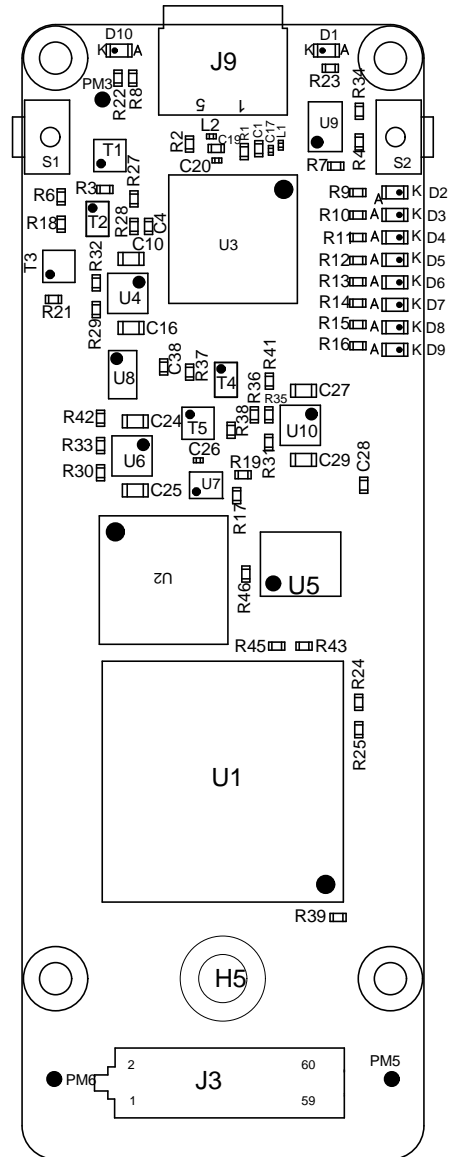 D10
K A
D1
K A
J9
5 1
PM3
R22
R8
R23
R34
R4
U9
R7
S1
S2
T1
R2
L2
C19
R1
C1
C17
L1
C20
R27
R3
R6
R18
T2
R28
C4
U3
R9
A K D2
R10 A K D3
R11 A K D4
R12 A K D5
R13 A K D6
R14 A K D7
R15 A K D8
R16 A K D9
T3
R32
C10
U4
R21
R29
C16
U8
C38
R37
T4
R41
C27
R36
R35
R42
C24
T5
R38
U10
R33
U6
C26
R31
C29
C28
R30
C25
U7
R19
R17
U2
R46
U5
R45
R43
R24
R25
U1
R39
H5
PM6
2 60
J3
1 59
PM5